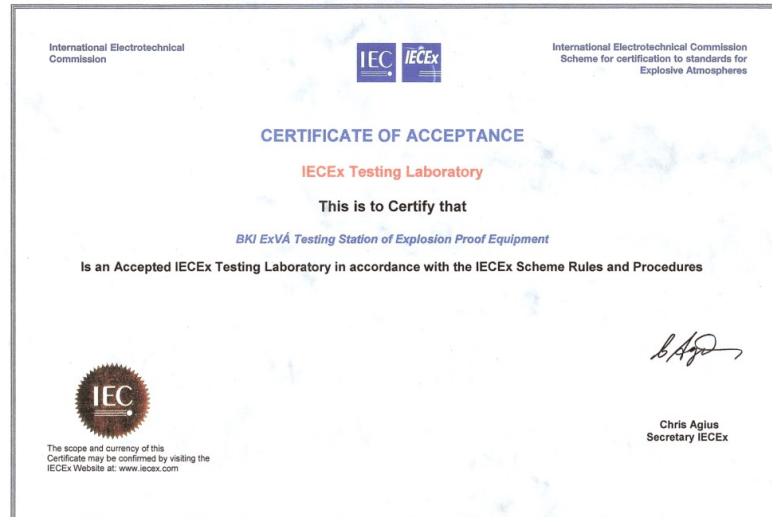 International Electrotechnical
Commission
IEC
IECEx
International Electrotechnical Commission
Scheme for certification to standards for
Explosive Atmospheres
CERTIFICATE OF ACCEPTANCE
IECEx Testing Laboratory
This is to Certify that
BKI ExVÁ Testing Station of Explosion Proof Equipment
Is an Accepted IECEx Testing Laboratory in accordance with the IECEx Scheme Rules and Procedures
IEC
The scope and currency of this
Certificate may be confirmed by visiting the
IECEx Website at: www.iecex.com
Chris Agius
Secretary IECEx